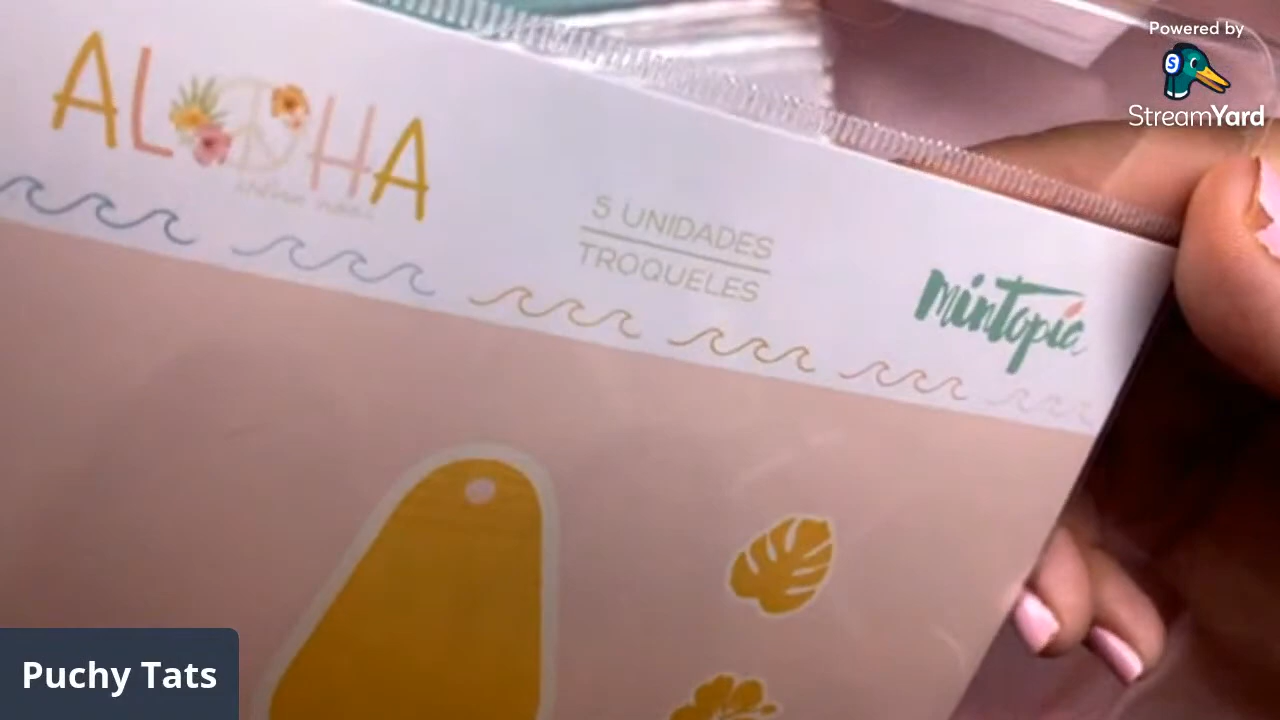 Powered by
StreamYard
ALOHA
5 UNIDADES
TROQUELES
mintopia
Puchy Tats